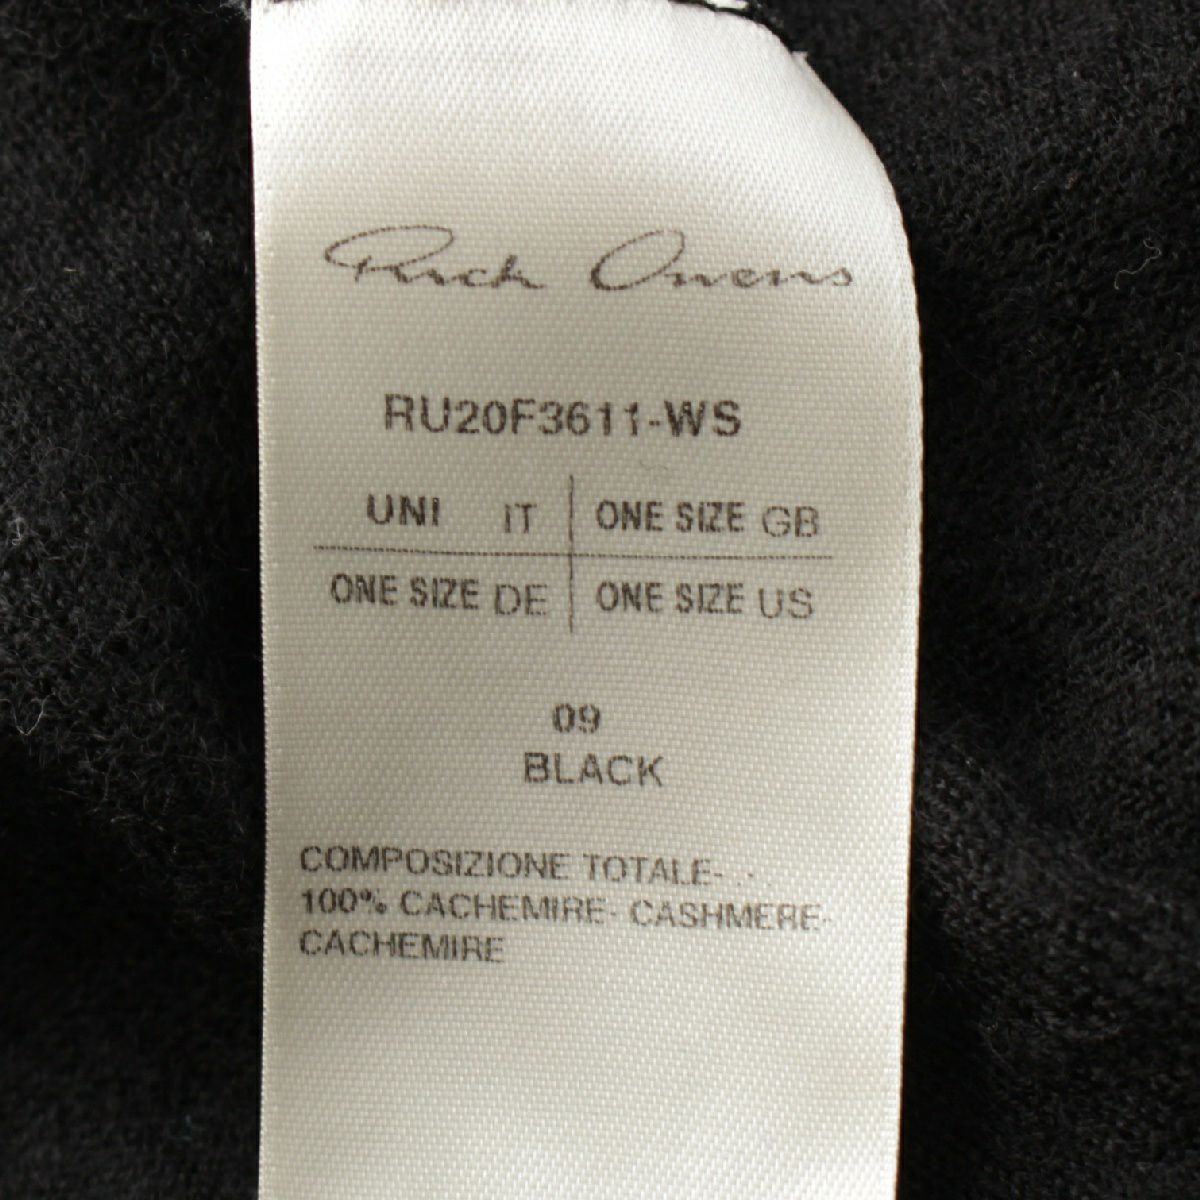 Rick Owens
RU20F3611-WS
UNI IT ONE SIZE GB
ONE SIZE DE ONE SIZE US
09
BLACK
COMPOSIZIONE TOTALE-
100% CACHEMIRE- CASHMERE-
CACHEMIRE